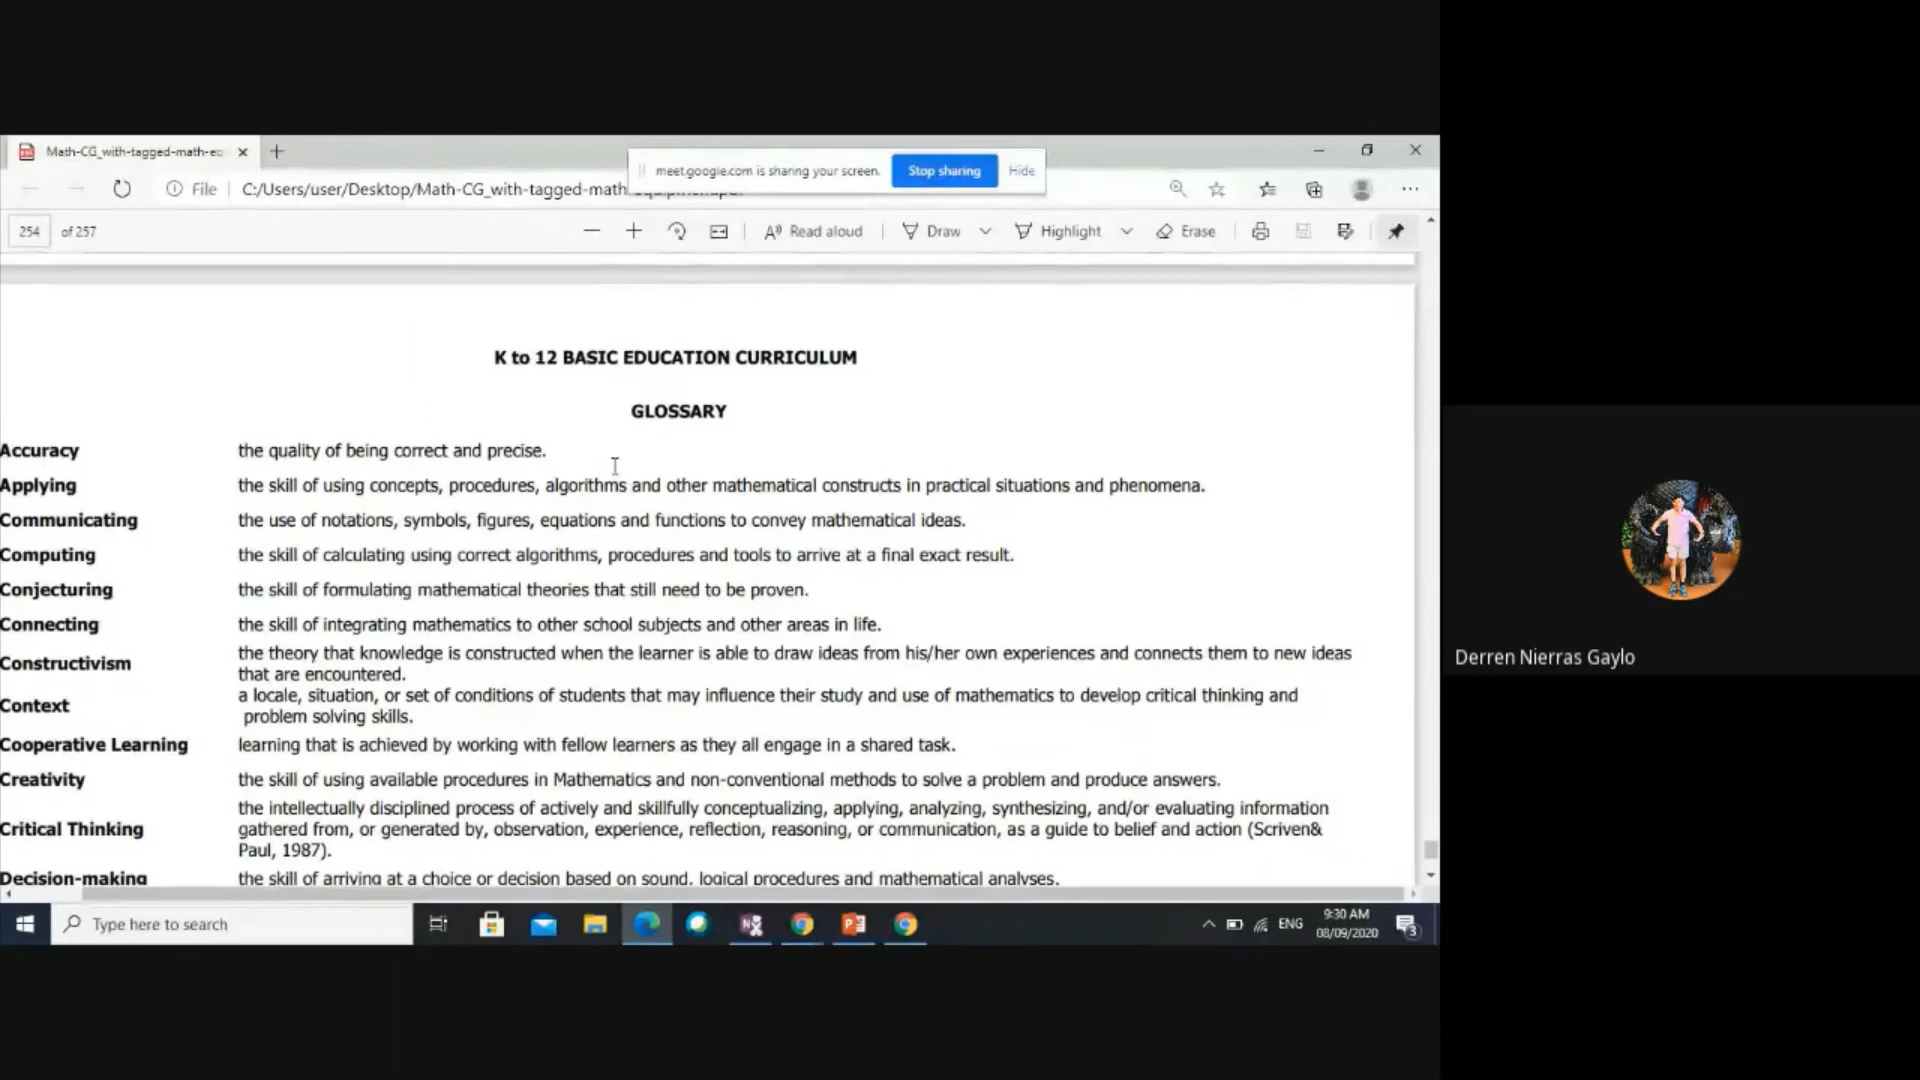 Math-CG_with-tagged-math-eq
meet.google.com is sharing your screen.
Stop sharing
Hide
File
C:/Users/user/Desktop/Math-CG_with-tagged-math
254
of 257
Read aloud
Draw
Highlight
Erase
K to 12 BASIC EDUCATION CURRICULUM
GLOSSARY
Accuracy the quality of being correct and precise.
Applying the skill of using concepts, procedures, algorithms and other mathematical constructs in practical situations and phenomena.
Communicating the use of notations, symbols, figures, equations and functions to convey mathematical ideas.
Computing the skill of calculating using correct algorithms, procedures and tools to arrive at a final exact result.
Conjecturing the skill of formulating mathematical theories that still need to be proven.
Connecting the skill of integrating mathematics to other school subjects and other areas in life.
Constructivism the theory that knowledge is constructed when the learner is able to draw ideas from his/her own experiences and connects them to new ideas
that are encountered.
Context a locale, situation, or set of conditions of students that may influence their study and use of mathematics to develop critical thinking and
problem solving skills.
Cooperative Learning learning that is achieved by working with fellow learners as they all engage in a shared task.
Creativity the skill of using available procedures in Mathematics and non-conventional methods to solve a problem and produce answers.
the intellectually disciplined process of actively and skillfully conceptualizing, applying, analyzing, synthesizing, and/or evaluating information
Critical Thinking gathered from, or generated by, observation, experience, reflection, reasoning, or communication, as a guide to belief and action (Scriven&
Paul, 1987).
Decision-making the skill of arriving at a choice or decision based on sound, logical procedures and mathematical analyses.
Type here to search
ENG
9:30 AM
08/09/2020
3
Derren Nierras Gaylo